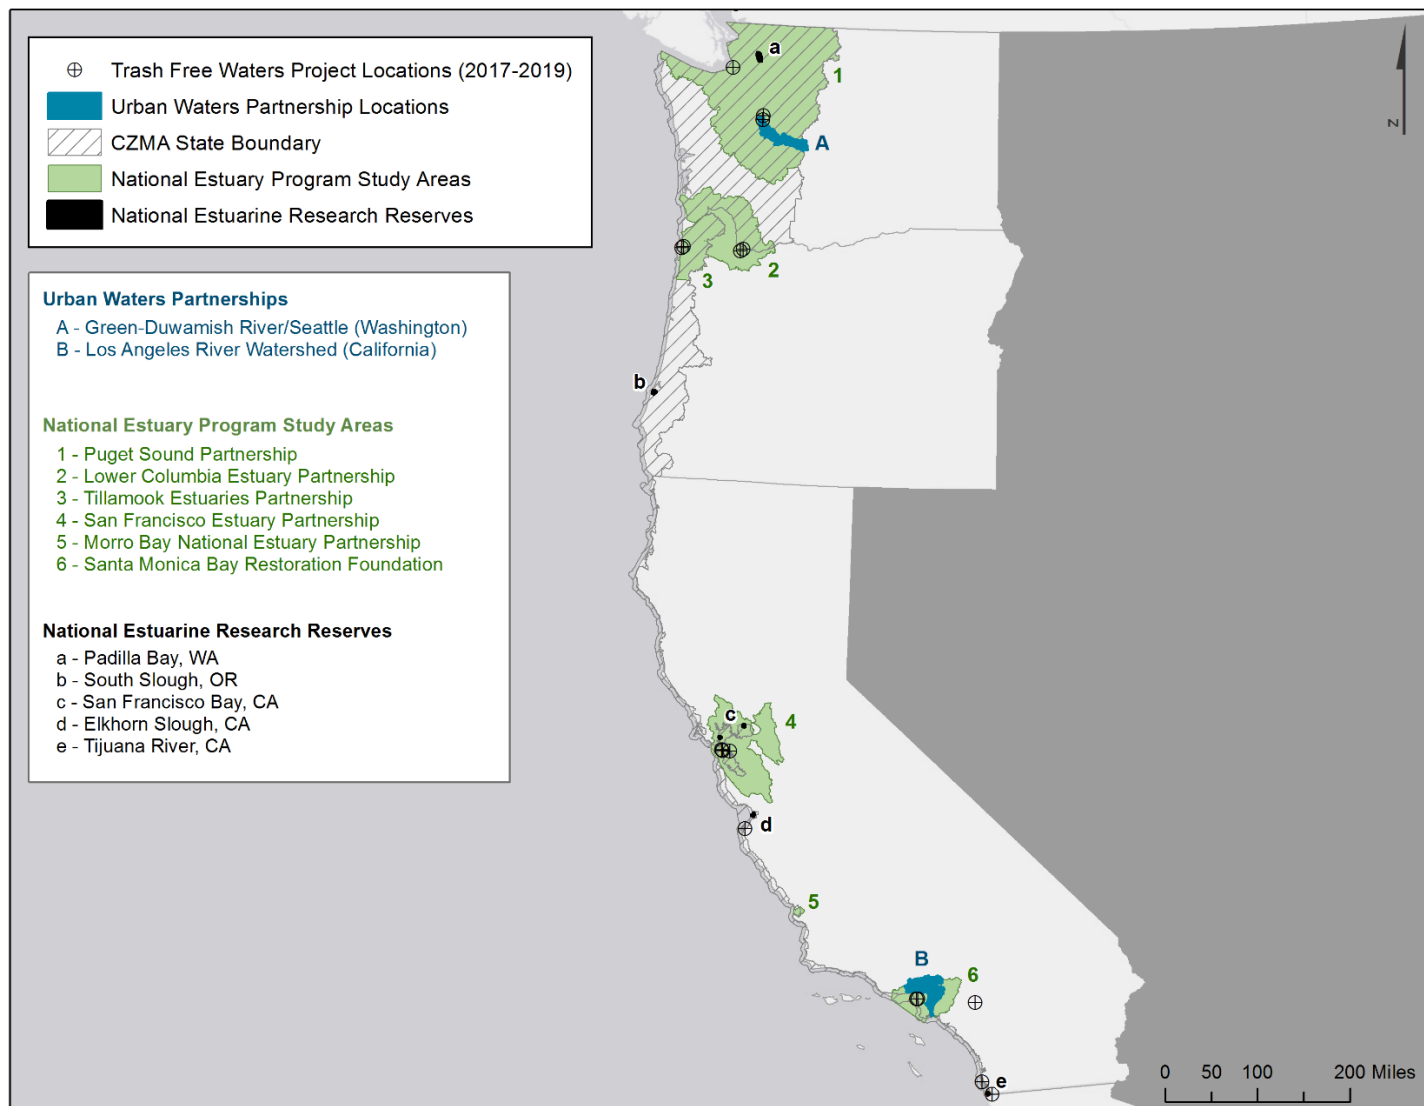 Trash Free Waters Project Locations (2017-2019)
Urban Waters Partnership Locations
CZMA State Boundary
National Estuary Program Study Areas
National Estuarine Research Reserves
Urban Waters Partnerships
A - Green-Duwamish River/Seattle (Washington)
B - Los Angeles River Watershed (California)
National Estuary Program Study Areas
1 - Puget Sound Partnership
2 - Lower Columbia Estuary Partnership
3 - Tillamook Estuaries Partnership
4 - San Francisco Estuary Partnership
5 - Morro Bay National Estuary Partnership
6 - Santa Monica Bay Restoration Foundation
National Estuarine Research Reserves
a - Padilla Bay, WA
b - South Slough, OR
c - San Francisco Bay, CA
d - Elkhorn Slough, CA
e - Tijuana River, CA
a
1
A
2
3
b
c
4
d
5
B
6
e
N
0 50 100 200 Miles